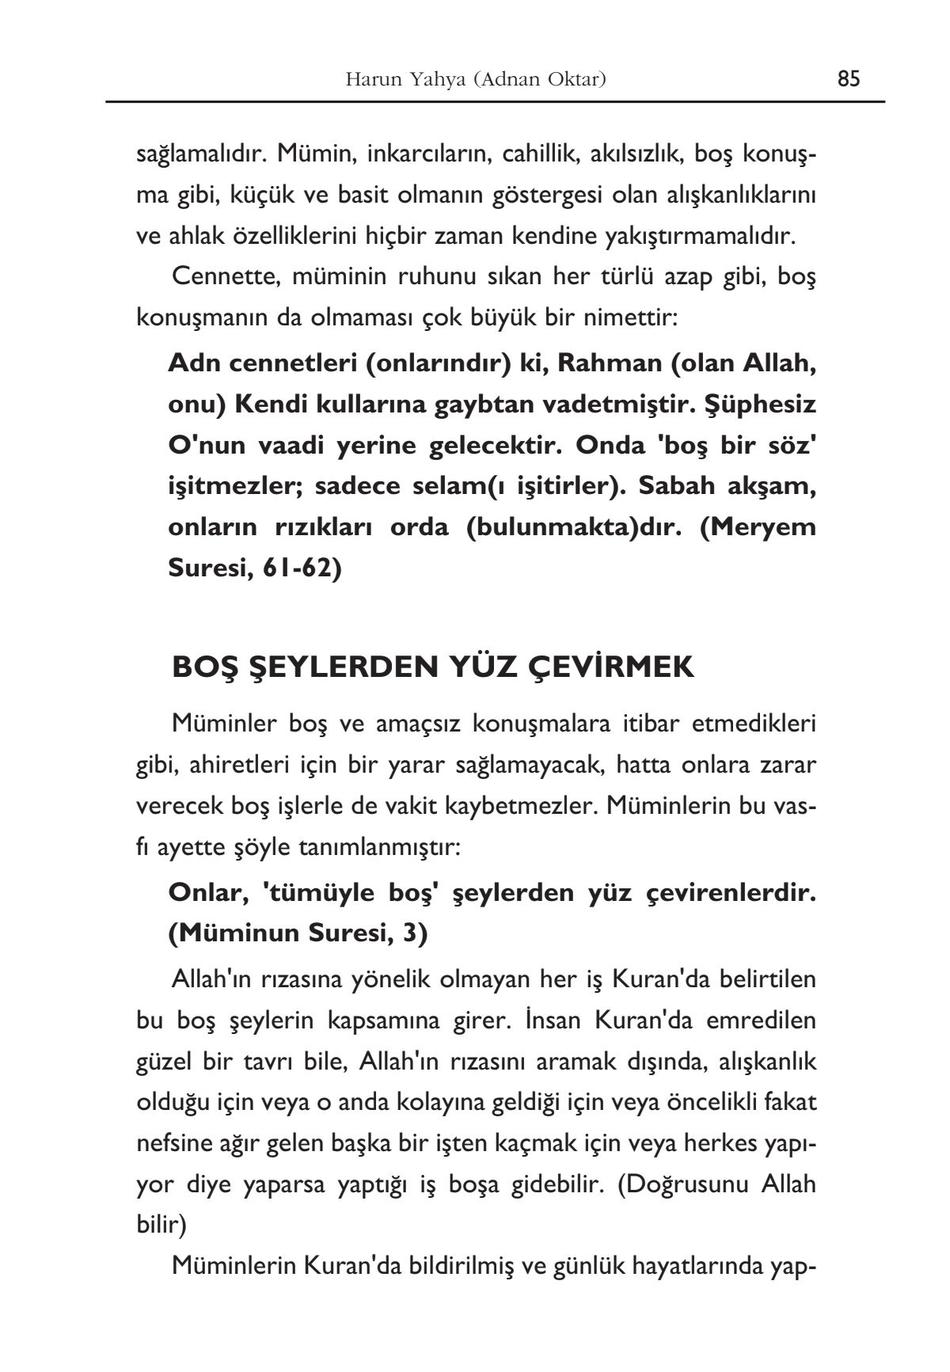 Harun Yahya (Adnan Oktar) 85
sağlamalıdır. Mümin, inkarcıların, cahillik, akılsızlık, boş konuş-
ma gibi, küçük ve basit olmanın göstergesi olan alışkanlıklarını
ve ahlak özelliklerini hiçbir zaman kendine yakıştırmamalıdır.
Cennette, müminin ruhunu sıkan her türlü azap gibi, boş
konuşmanın da olmaması çok büyük bir nimettir:
Adn cennetleri (onlarındır) ki, Rahman (olan Allah,
onu) Kendi kullarına gaybtan vadetmiştir. Şüphesiz
O'nun vaadi yerine gelecektir. Onda 'boş bir söz'
işitmezler; sadece selam(ı işitirler). Sabah akşam,
onların rızıkları orda (bulunmakta)dır. (Meryem
Suresi, 61-62)
BOŞ ŞEYLERDEN YÜZ ÇEVİRMEK
Müminler boş ve amaçsız konuşmalara itibar etmedikleri
gibi, ahiretleri için bir yarar sağlamayacak, hatta onlara zarar
verecek boş işlerle de vakit kaybetmezler. Müminlerin bu vas-
fı ayette şöyle tanımlanmıştır:
Onlar, 'tümüyle boş' şeylerden yüz çevirenlerdir.
(Müminun Suresi, 3)
Allah'ın rızasına yönelik olmayan her iş Kuran'da belirtilen
bu boş şeylerin kapsamına girer. İnsan Kuran'da emredilen
güzel bir tavrı bile, Allah'ın rızasını aramak dışında, alışkanlık
olduğu için veya o anda kolayına geldiği için veya öncelikli fakat
nefsine ağır gelen başka bir işten kaçmak için veya herkes yapı-
yor diye yaparsa yaptığı iş boşa gidebilir. (Doğrusunu Allah
bilir)
Müminlerin Kuran'da bildirilmiş ve günlük hayatlarında yap-